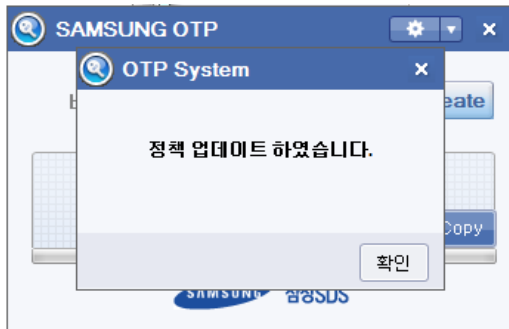 SAMSUNG OTP
OTP System
eate
정책 업데이트 하였습니다.
Copy
확인
SAMSUNG 삼성SDS